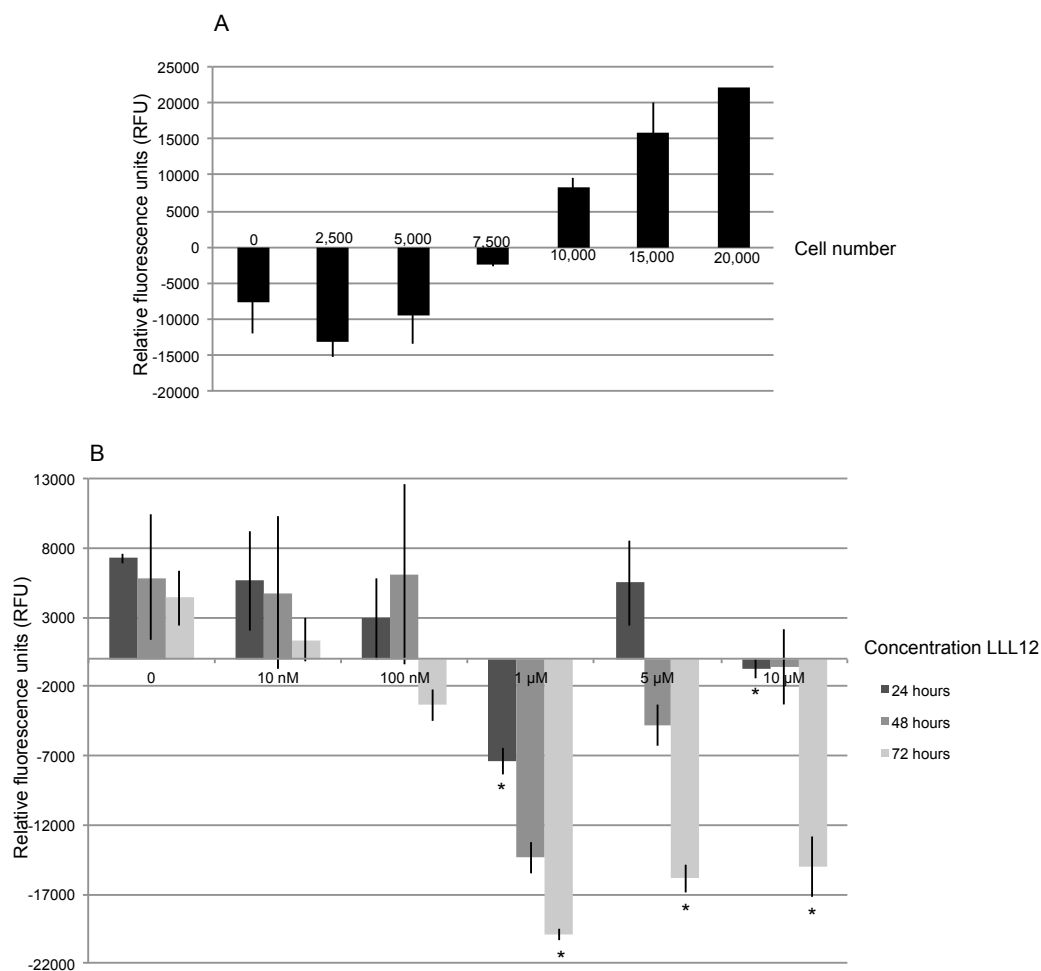 A
Relative fluorescence units (RFU)
25000
20000
15000
10000
5000
0
-5000
-10000
-15000
-20000
0
2,500
5,000
7,500
10,000
15,000
20,000
Cell number
B
Relative fluorescence units (RFU)
13000
8000
3000
-2000
-7000
-12000
-17000
-22000
0
10 nM
100 nM
1 µM
5 µM
10 µM
*
*
*
*
*
Concentration LLL12
24 hours
48 hours
72 hours